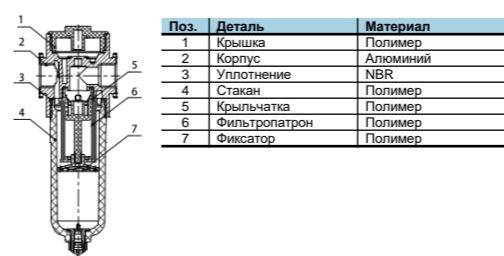 1
2
3
4
5
6
7
Поз. Деталь Материал
1 Крышка Полимер
2 Корпус Алюминий
3 Уплотнение NBR
4 Стакан Полимер
5 Крыльчатка Полимер
6 Фильтропатрон Полимер
7 Фиксатор Полимер